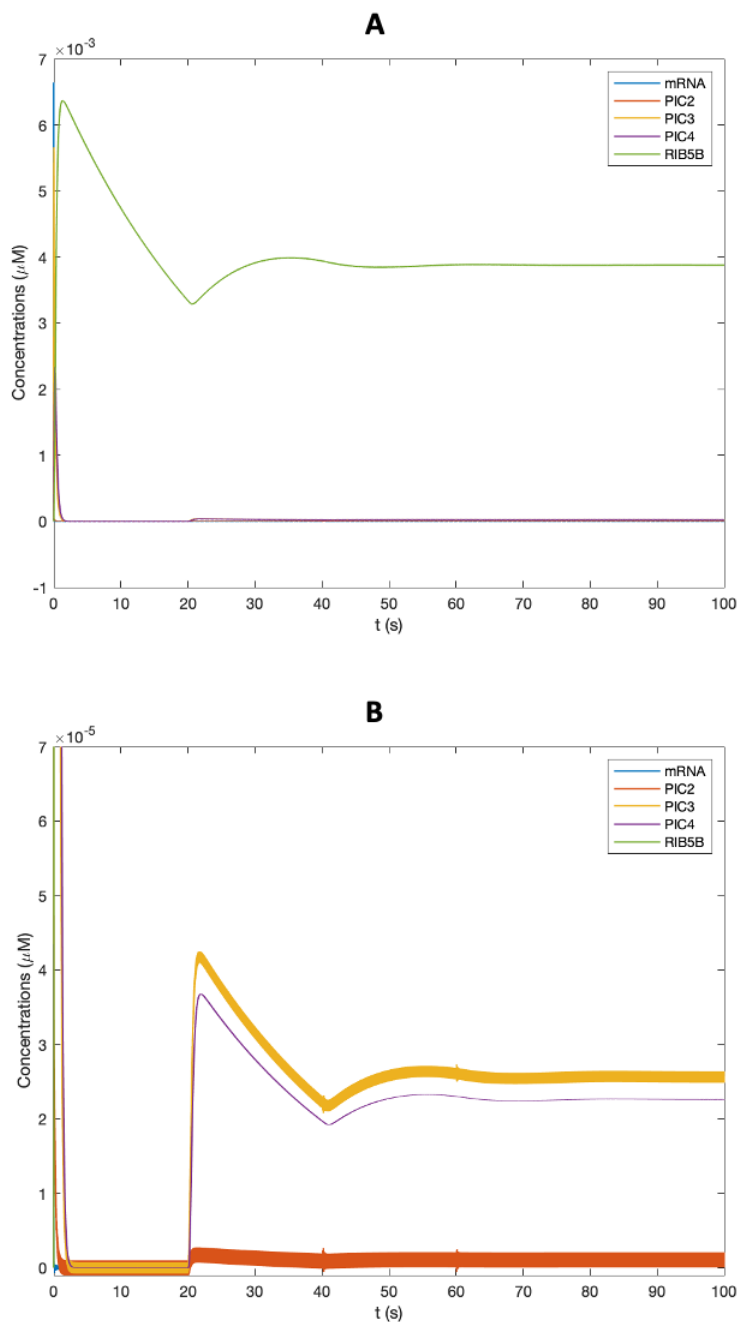 A
×10⁻³
7
6
5
4
3
2
1
0
-1
Concentrations (μM)
0 10 20 30 40 50 60 70 80 90 100
t (s)
mRNA
PIC2
PIC3
PIC4
RIB5B
B
×10⁻⁵
7
6
5
4
3
2
1
0
Concentrations (μM)
0 10 20 30 40 50 60 70 80 90 100
t (s)
mRNA
PIC2
PIC3
PIC4
RIB5B